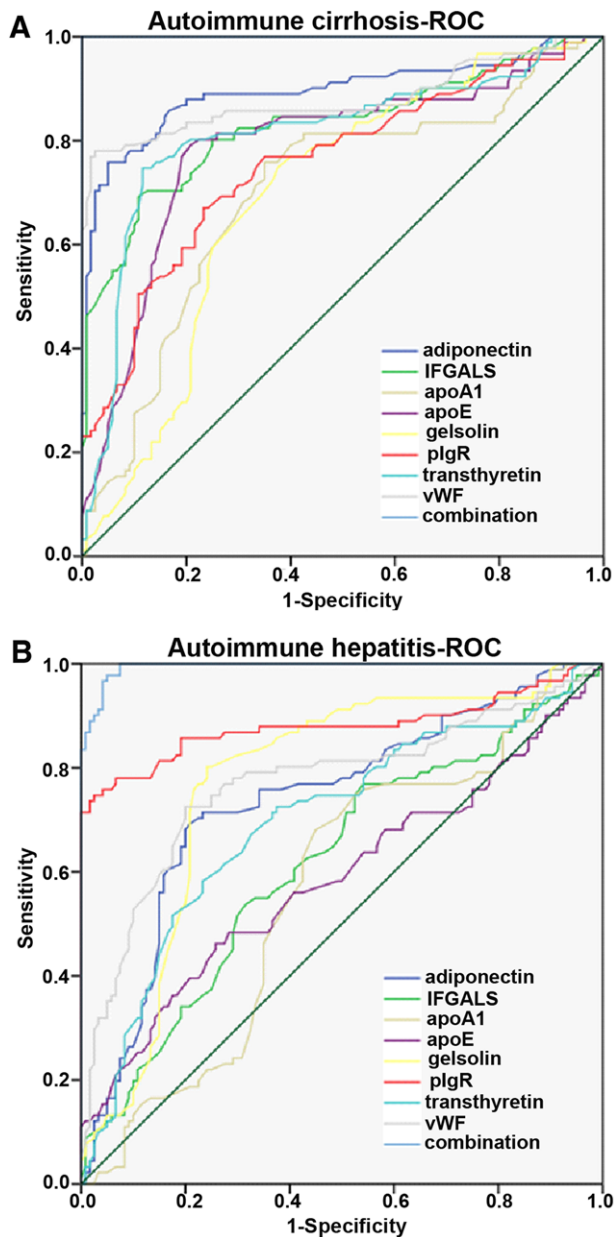 A
Autoimmune cirrhosis-ROC
1.0
0.8
0.6
0.4
0.2
0.0
Sensitivity
adiponectin
IFGALS
apoA1
apoE
gelsolin
pIgR
transthyretin
vWF
combination
0.0 0.2 0.4 0.6 0.8 1.0
1-Specificity
B
Autoimmune hepatitis-ROC
1.0
0.8
0.6
0.4
0.2
0.0
Sensitivity
adiponectin
IFGALS
apoA1
apoE
gelsolin
pIgR
transthyretin
vWF
combination
0.0 0.2 0.4 0.6 0.8 1.0
1-Specificity